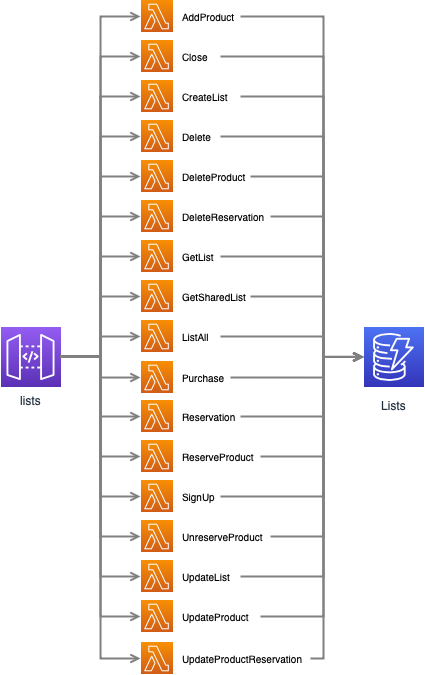 AddProduct
Close
CreateList
Delete
DeleteProduct
DeleteReservation
GetList
GetSharedList
ListAll
Purchase
lists
Lists
Reservation
ReserveProduct
SignUp
UnreserveProduct
UpdateList
UpdateProduct
UpdateProductReservation